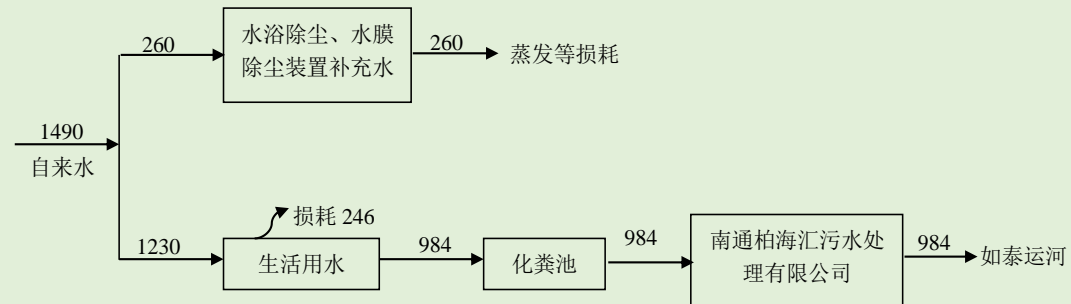 260
水浴除尘、水膜
除尘装置补充水
260
蒸发等损耗
1490
自来水
损耗 246
1230
生活用水
984
化粪池
984
南通柏海汇污水处
理有限公司
984
如泰运河